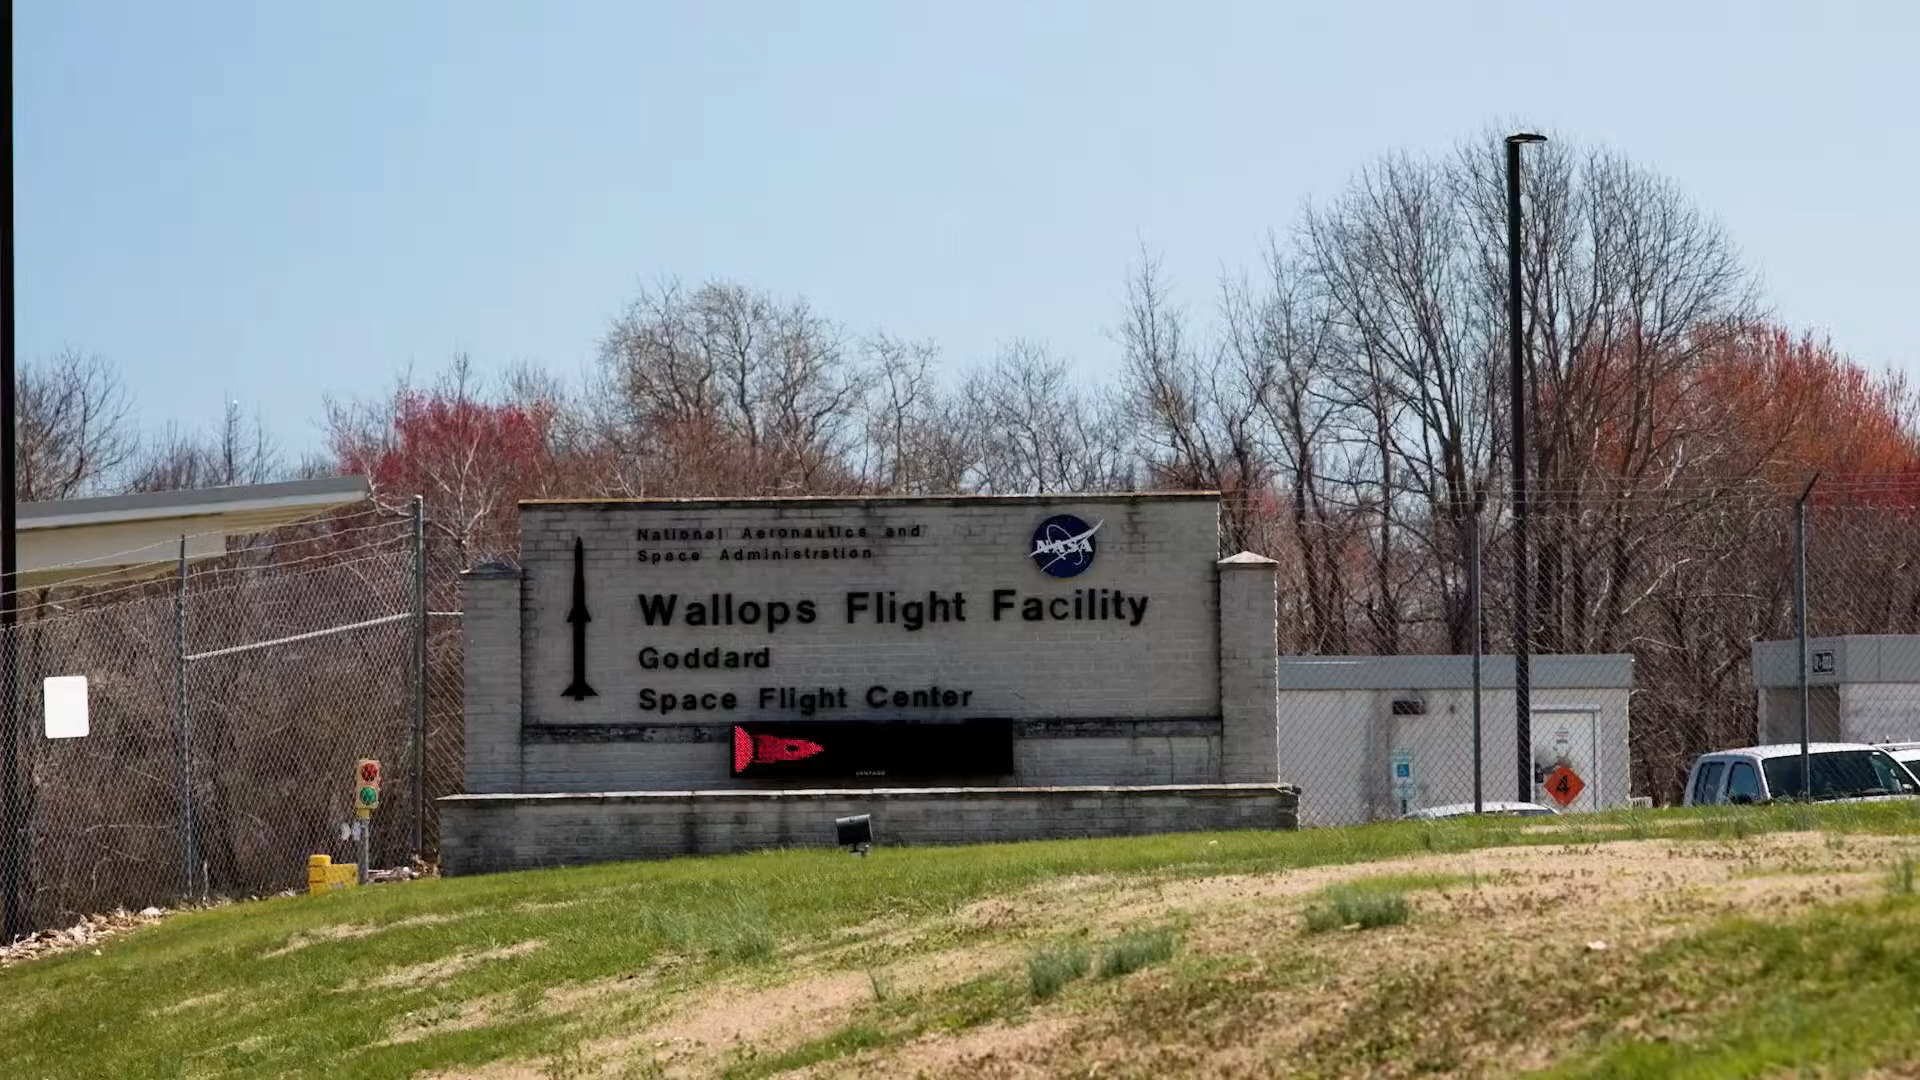 National Aeronautics and
Space Administration
NASA
Wallops Flight Facility
Goddard
Space Flight Center
4